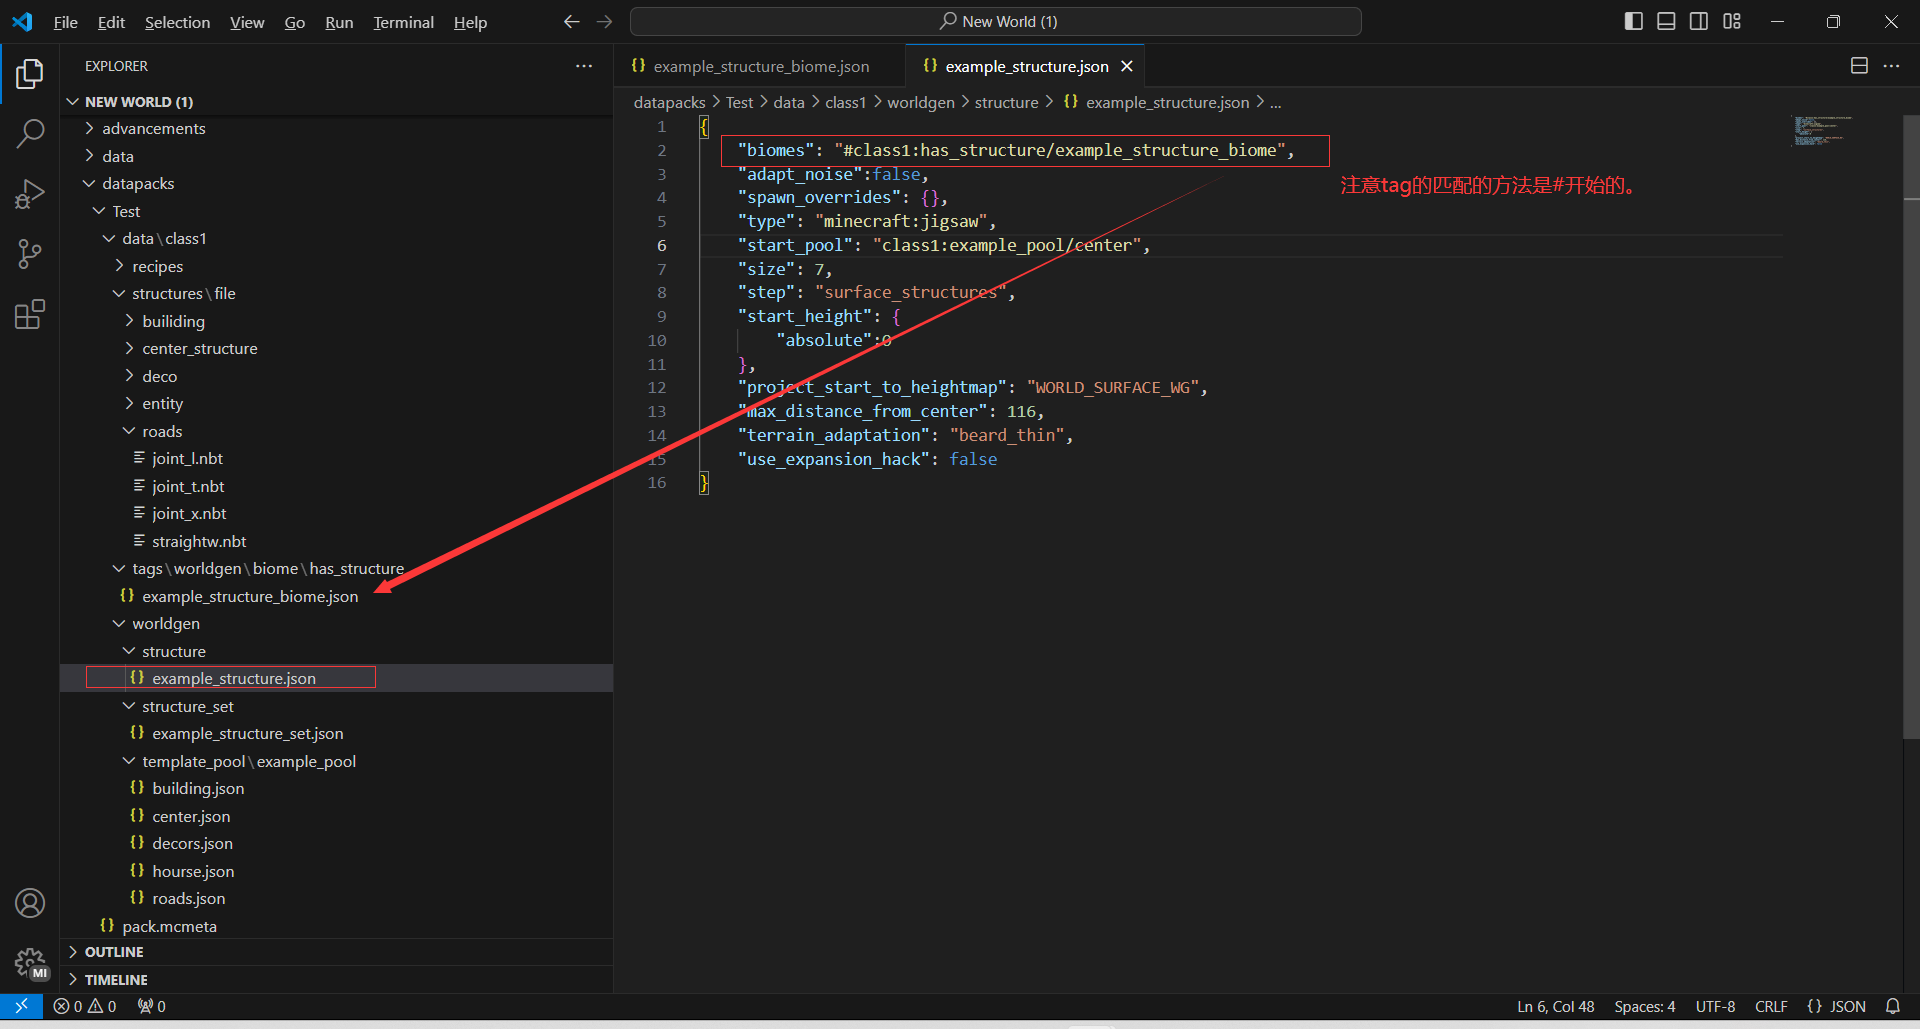 File Edit Selection View Go Run Terminal Help
New World (1)
EXPLORER
NEW WORLD (1)
advancements
data
datapacks
Test
data\class1
recipes
structures\file
builiding
center_structure
deco
entity
roads
joint_l.nbt
joint_t.nbt
joint_x.nbt
straightw.nbt
tags\worldgen\biome\has_structure
example_structure_biome.json
worldgen
structure
example_structure.json
structure_set
example_structure_set.json
template_pool\example_pool
building.json
center.json
decors.json
hourse.json
roads.json
pack.mcmeta
OUTLINE
TIMELINE
example_structure_biome.json example_structure.json
datapacks > Test > data > class1 > worldgen > structure > {} example_structure.json > ...
1 {
2 "biomes": "#class1:has_structure/example_structure_biome",
3 "adapt_noise":false,
4 "spawn_overrides": {},
5 "type": "minecraft:jigsaw",
6 "start_pool": "class1:example_pool/center",
7 "size": 7,
8 "step": "surface_structures",
9 "start_height": {
10 "absolute":0
11 },
12 "project_start_to_heightmap": "WORLD_SURFACE_WG",
13 "max_distance_from_center": 116,
14 "terrain_adaptation": "beard_thin",
15 "use_expansion_hack": false
16 }
注意tag的匹配的方法是#开始的。
MI
0 0 0
Ln 6, Col 48 Spaces: 4 UTF-8 CRLF {} JSON